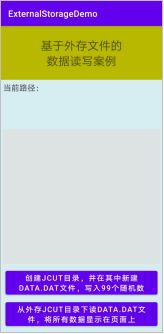 ExternalStorageDemo
基于外存文件的
数据读写案例
当前路径：
创建JCUT目录，并在其中新建
DATA.DAT文件，写入99个随机数
从外存JCUT目录下读DATA.DAT文
件，将所有数据显示在页面上